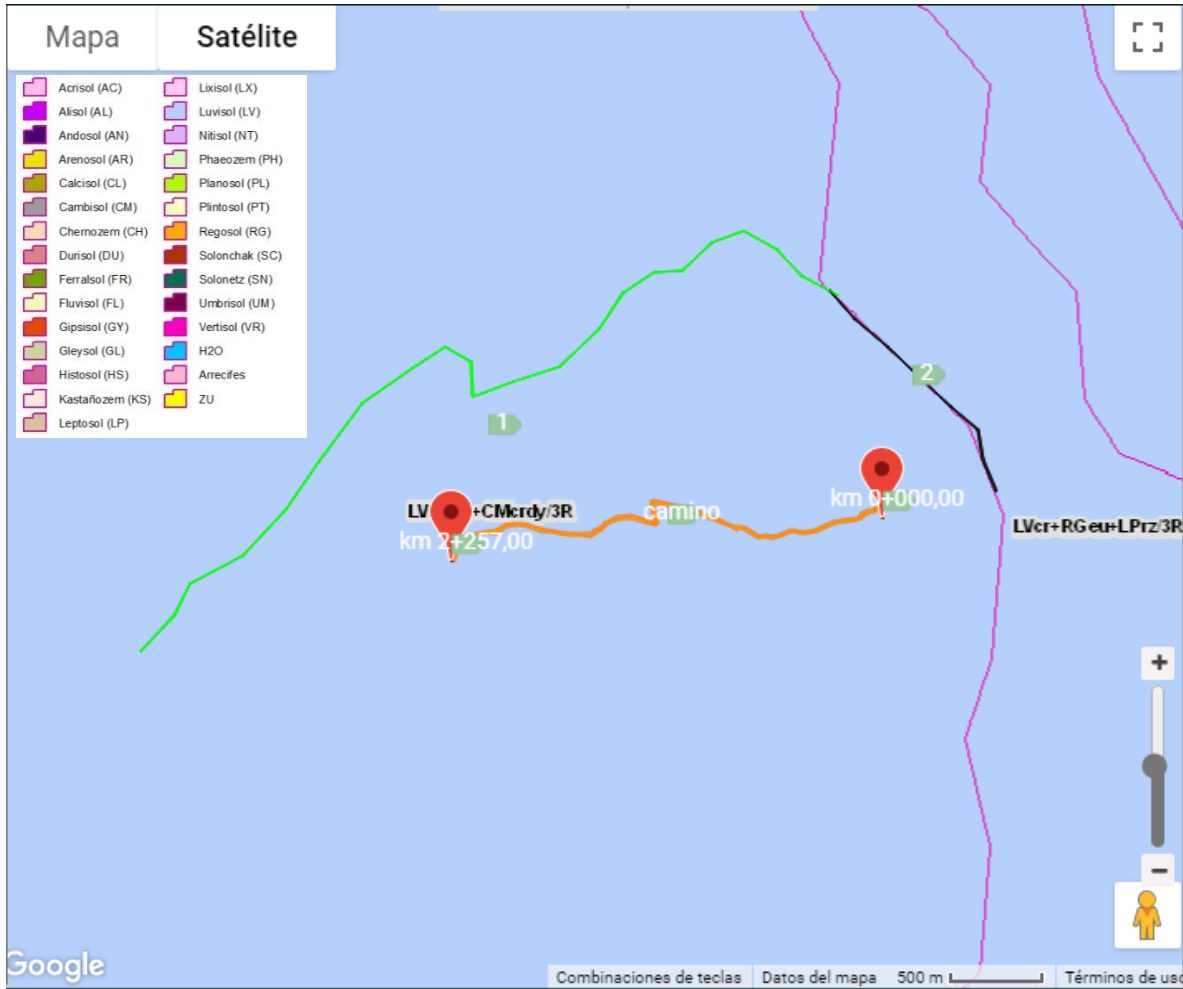 Mapa
Satélite
Acrisol (AC)
Alisol (AL)
Andosol (AN)
Arenosol (AR)
Calcisol (CL)
Cambisol (CM)
Chernozem (CH)
Durisol (DU)
Ferralsol (FR)
Fluvisol (FL)
Gipsisol (GY)
Gleysol (GL)
Histosol (HS)
Kastañozem (KS)
Leptosol (LP)
Lixisol (LX)
Luvisol (LV)
Nitisol (NT)
Phaeozem (PH)
Planosol (PL)
Plintosol (PT)
Regosol (RG)
Solonchak (SC)
Solonetz (SN)
Umbrisol (UM)
Vertisol (VR)
H2O
Arrecifes
ZU
2
1
km 0+000,00
LV +CMcrdy/3R
camino
LVcr+RGeu+LPrz/3R
km 2+257,00
+
−
Google
Combinaciones de teclas
Datos del mapa
500 m
Términos de uso